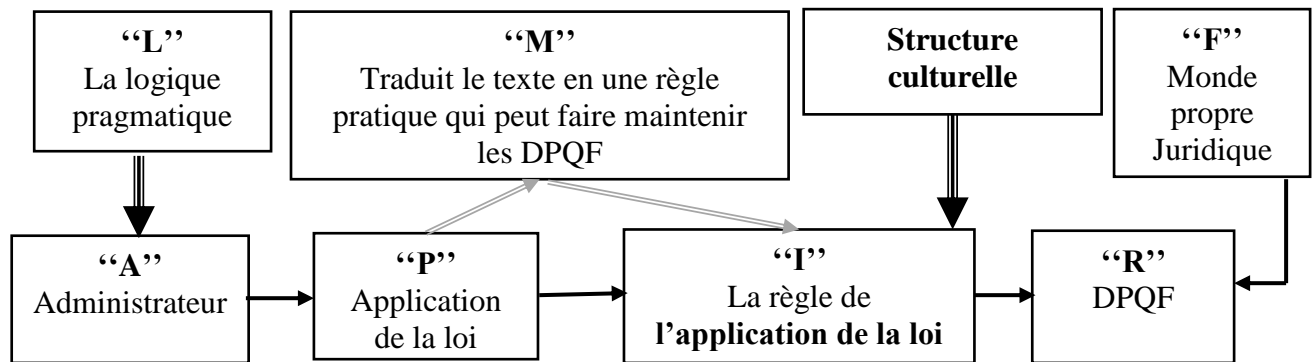 ‘‘L’’
La logique
pragmatique
‘‘M’’
Traduit le texte en une règle
pratique qui peut faire maintenir
les DPQF
Structure
culturelle
‘‘F’’
Monde
propre
Juridique
‘‘A’’
Administrateur
‘‘P’’
Application
de la loi
‘‘I’’
La règle de
l’application de la loi
‘‘R’’
DPQF